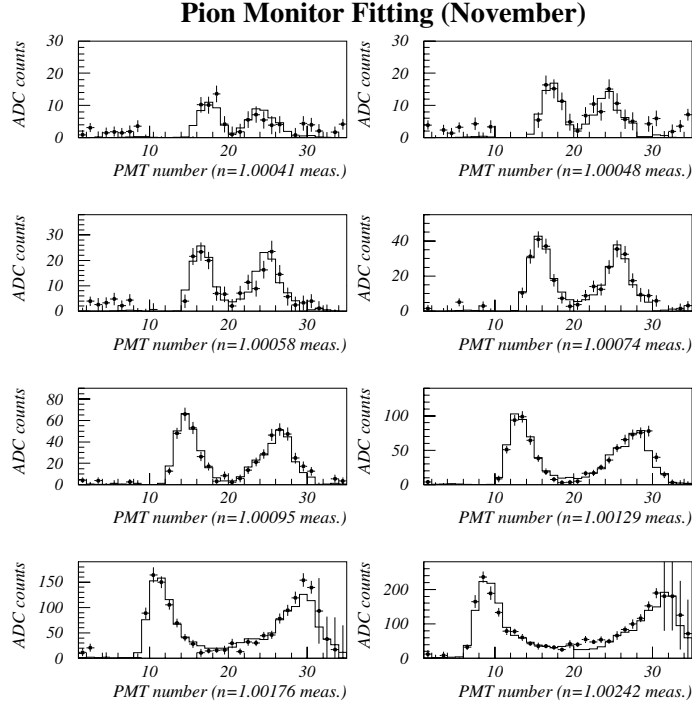 Pion Monitor Fitting (November)
ADC counts
30
20
10
0
10 20 30
PMT number (n=1.00041 meas.)
ADC counts
30
20
10
0
10 20 30
PMT number (n=1.00048 meas.)
ADC counts
30
20
10
0
10 20 30
PMT number (n=1.00058 meas.)
ADC counts
40
20
0
10 20 30
PMT number (n=1.00074 meas.)
ADC counts
80
60
40
20
0
10 20 30
PMT number (n=1.00095 meas.)
ADC counts
100
50
0
10 20 30
PMT number (n=1.00129 meas.)
ADC counts
150
100
50
0
10 20 30
PMT number (n=1.00176 meas.)
ADC counts
200
100
0
10 20 30
PMT number (n=1.00242 meas.)